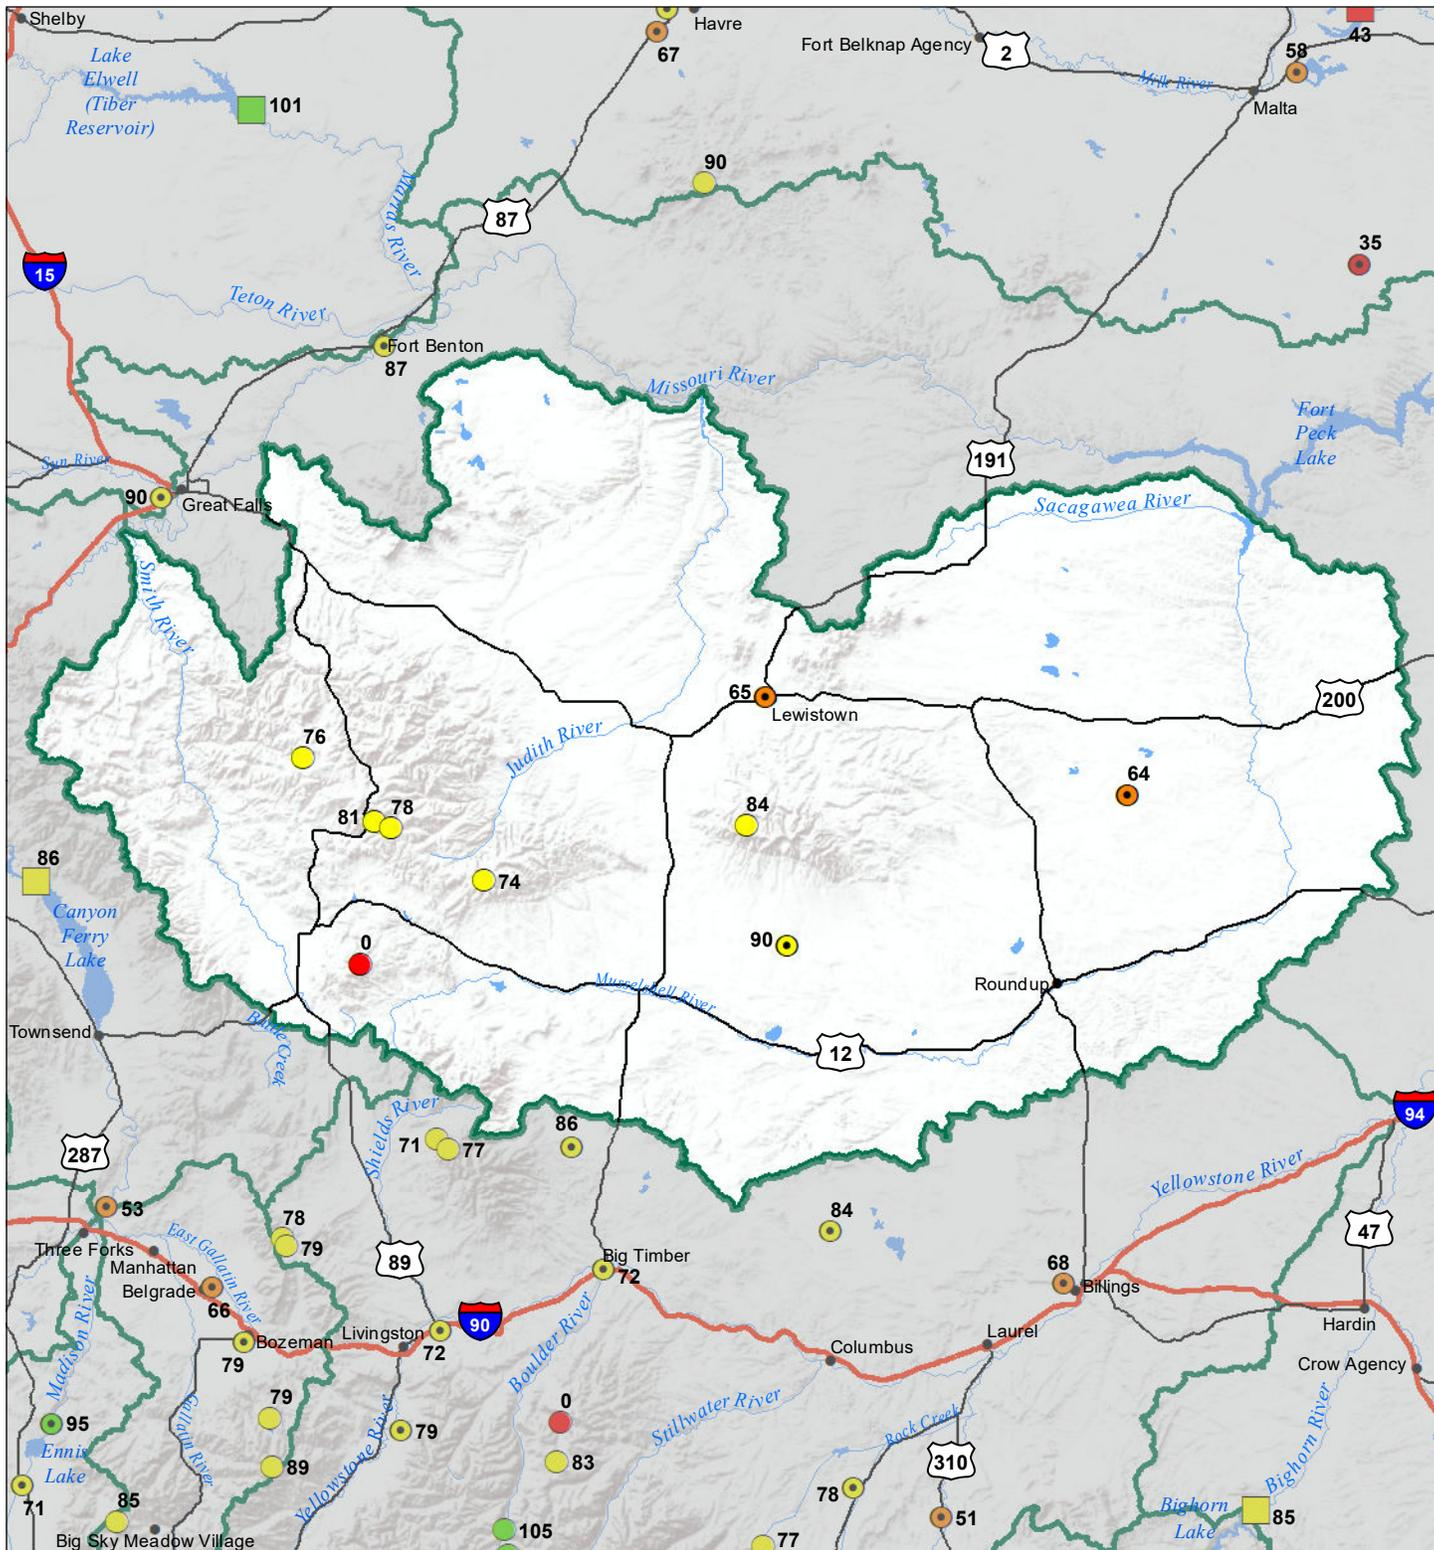 Shelby
Havre
67
Fort Belknap Agency
2
58
43
Lake
Elwell
(Tiber
Reservoir)
101
Milk River
Malta
90
Marias River
87
35
15
Teton River
Fort Benton
87
Missouri River
Fort
Peck
Lake
191
Sun River
90
Great Falls
Sacagawea River
Smith River
65
Lewistown
200
76
Judith River
64
81
78
84
86
74
Canyon
Ferry
Lake
0
90
Musselshell River
Roundup
Townsend
Battle Creek
12
94
287
Shields River
71
77
86
Yellowstone River
53
78
79
84
47
Three Forks
East Gallatin River
Manhattan
Belgrade
66
89
Big Timber
72
68
Billings
Madison River
Bozeman
79
Livingston
72
90
Boulder River
Laurel
Columbus
Hardin
Crow Agency
95
Ennis
Lake
79
Gallatin River
79
Yellowstone River
0
83
Stillwater River
Rock Creek
Bighorn River
89
310
71
85
Big Sky Meadow Village
105
78
51
77
Bighorn
Lake
85